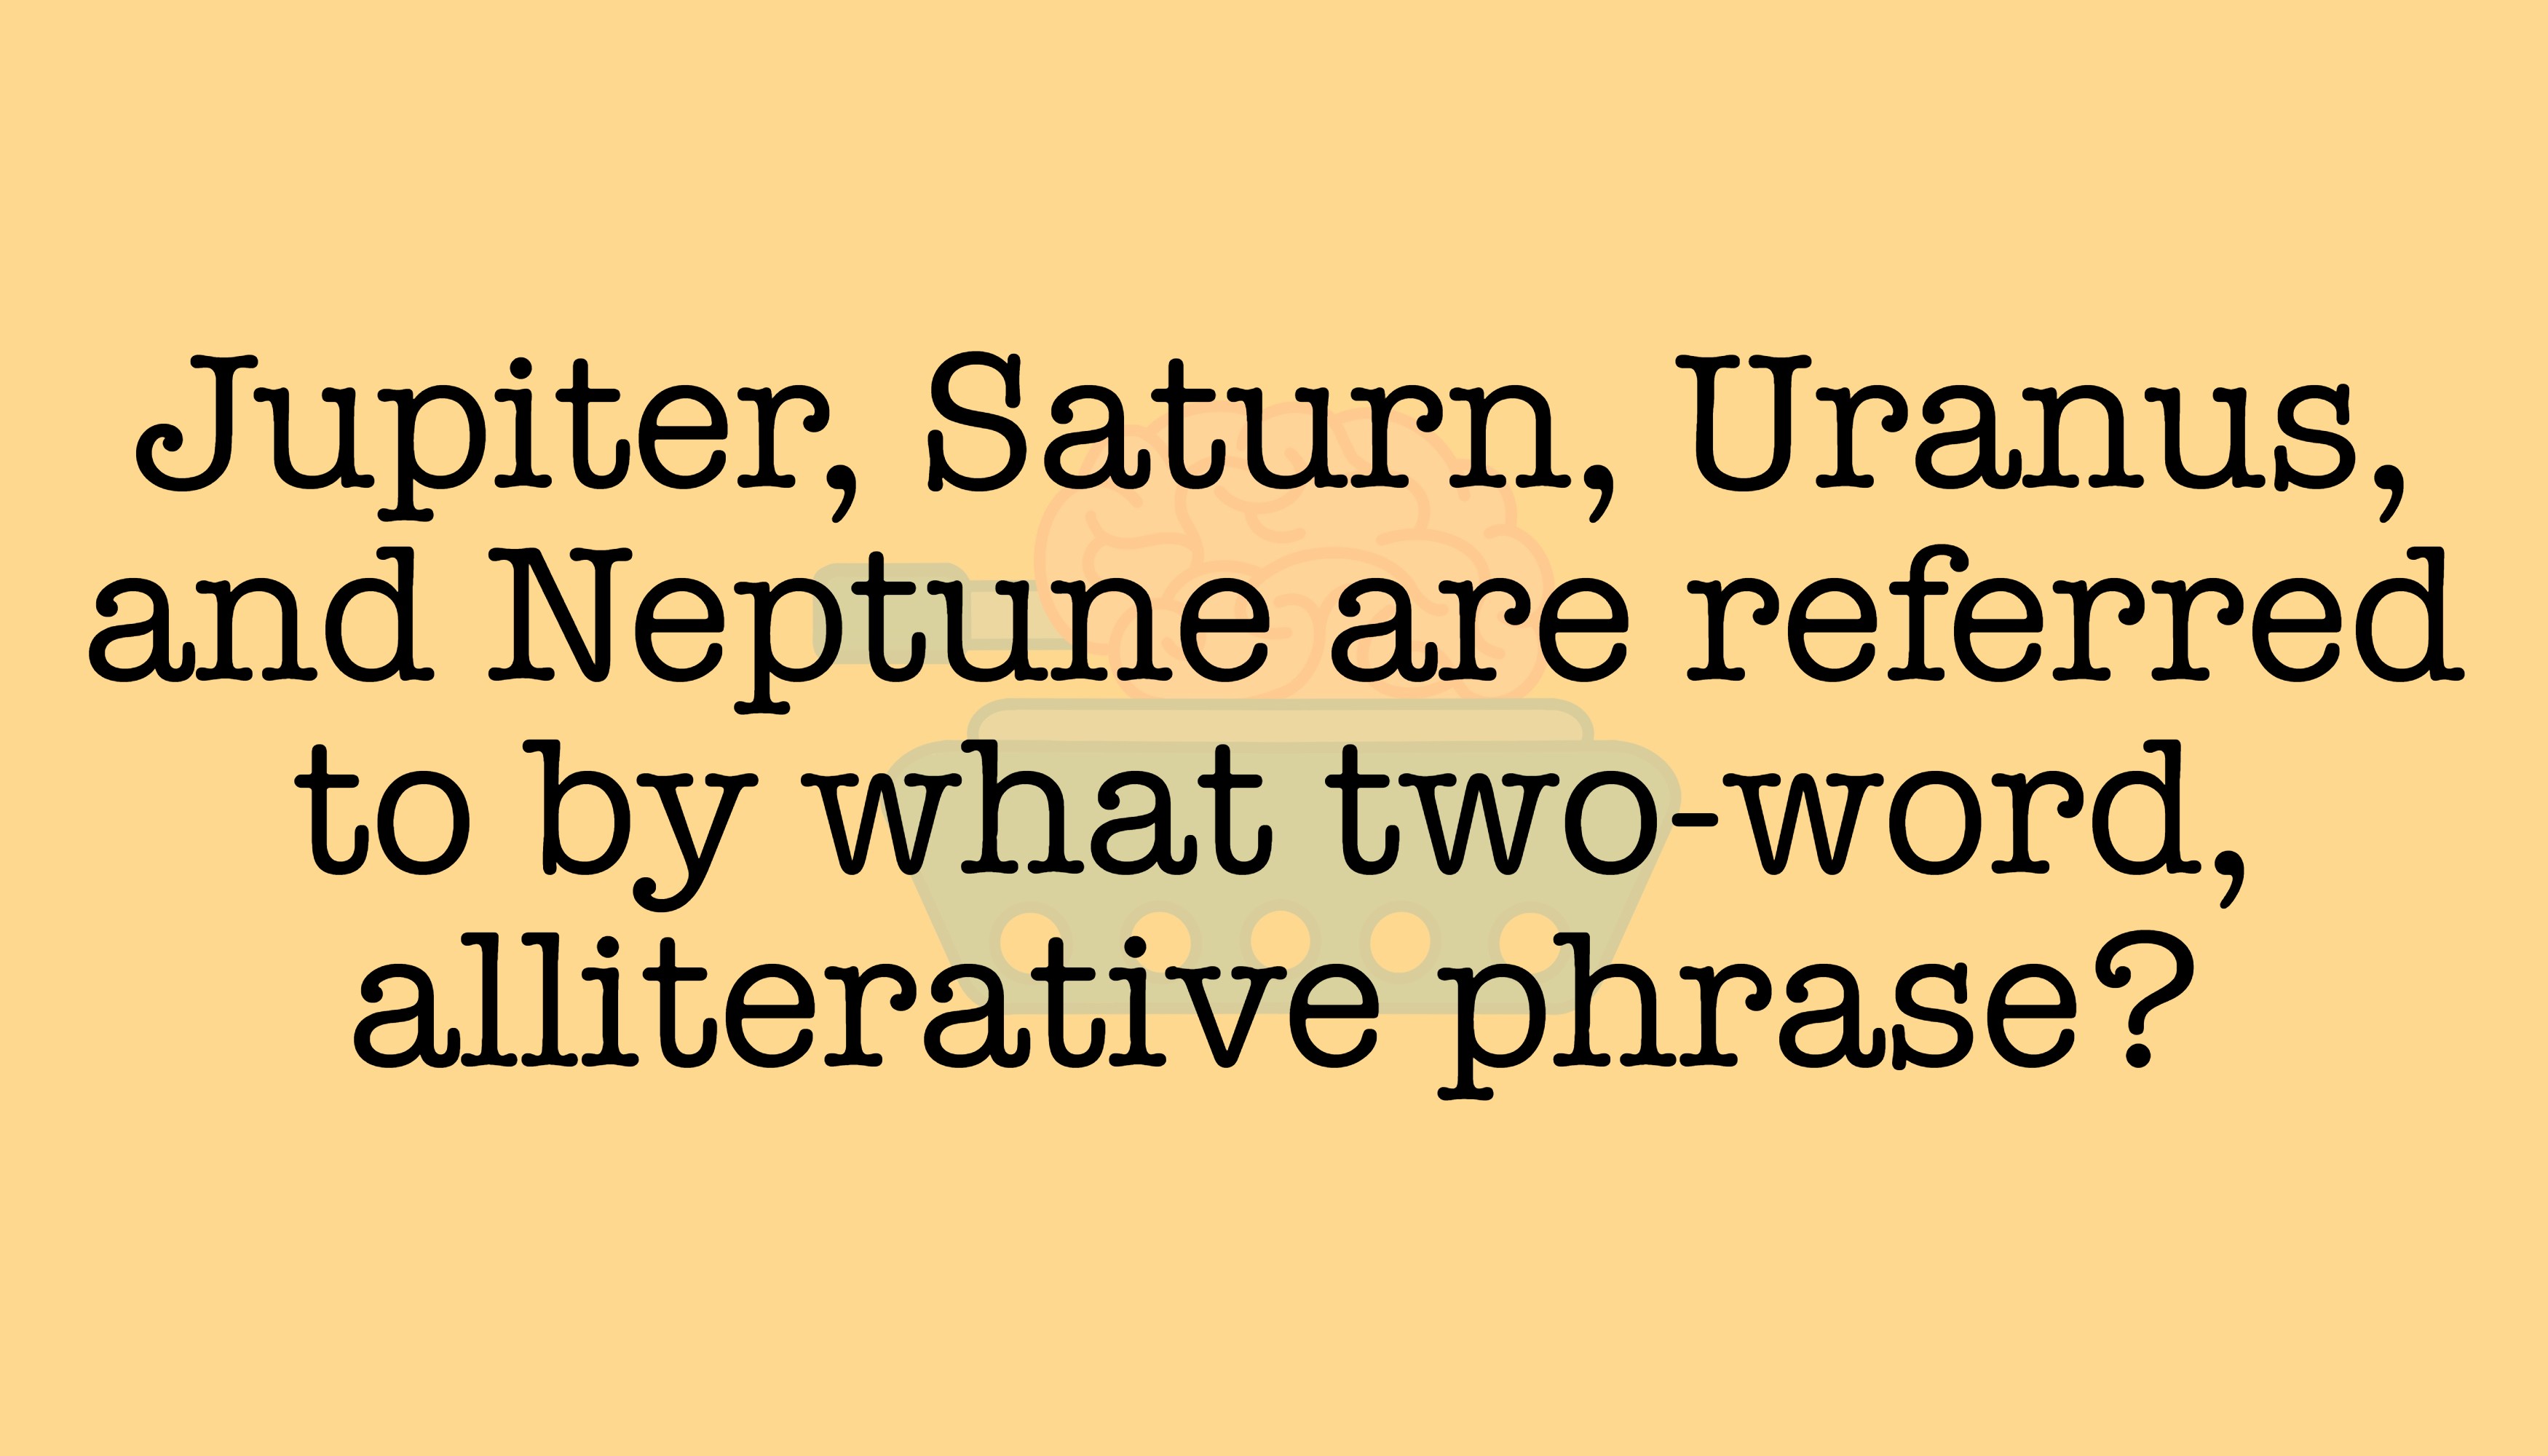 Jupiter, Saturn, Uranus,
and Neptune are referred
to by what two-word,
alliterative phrase?